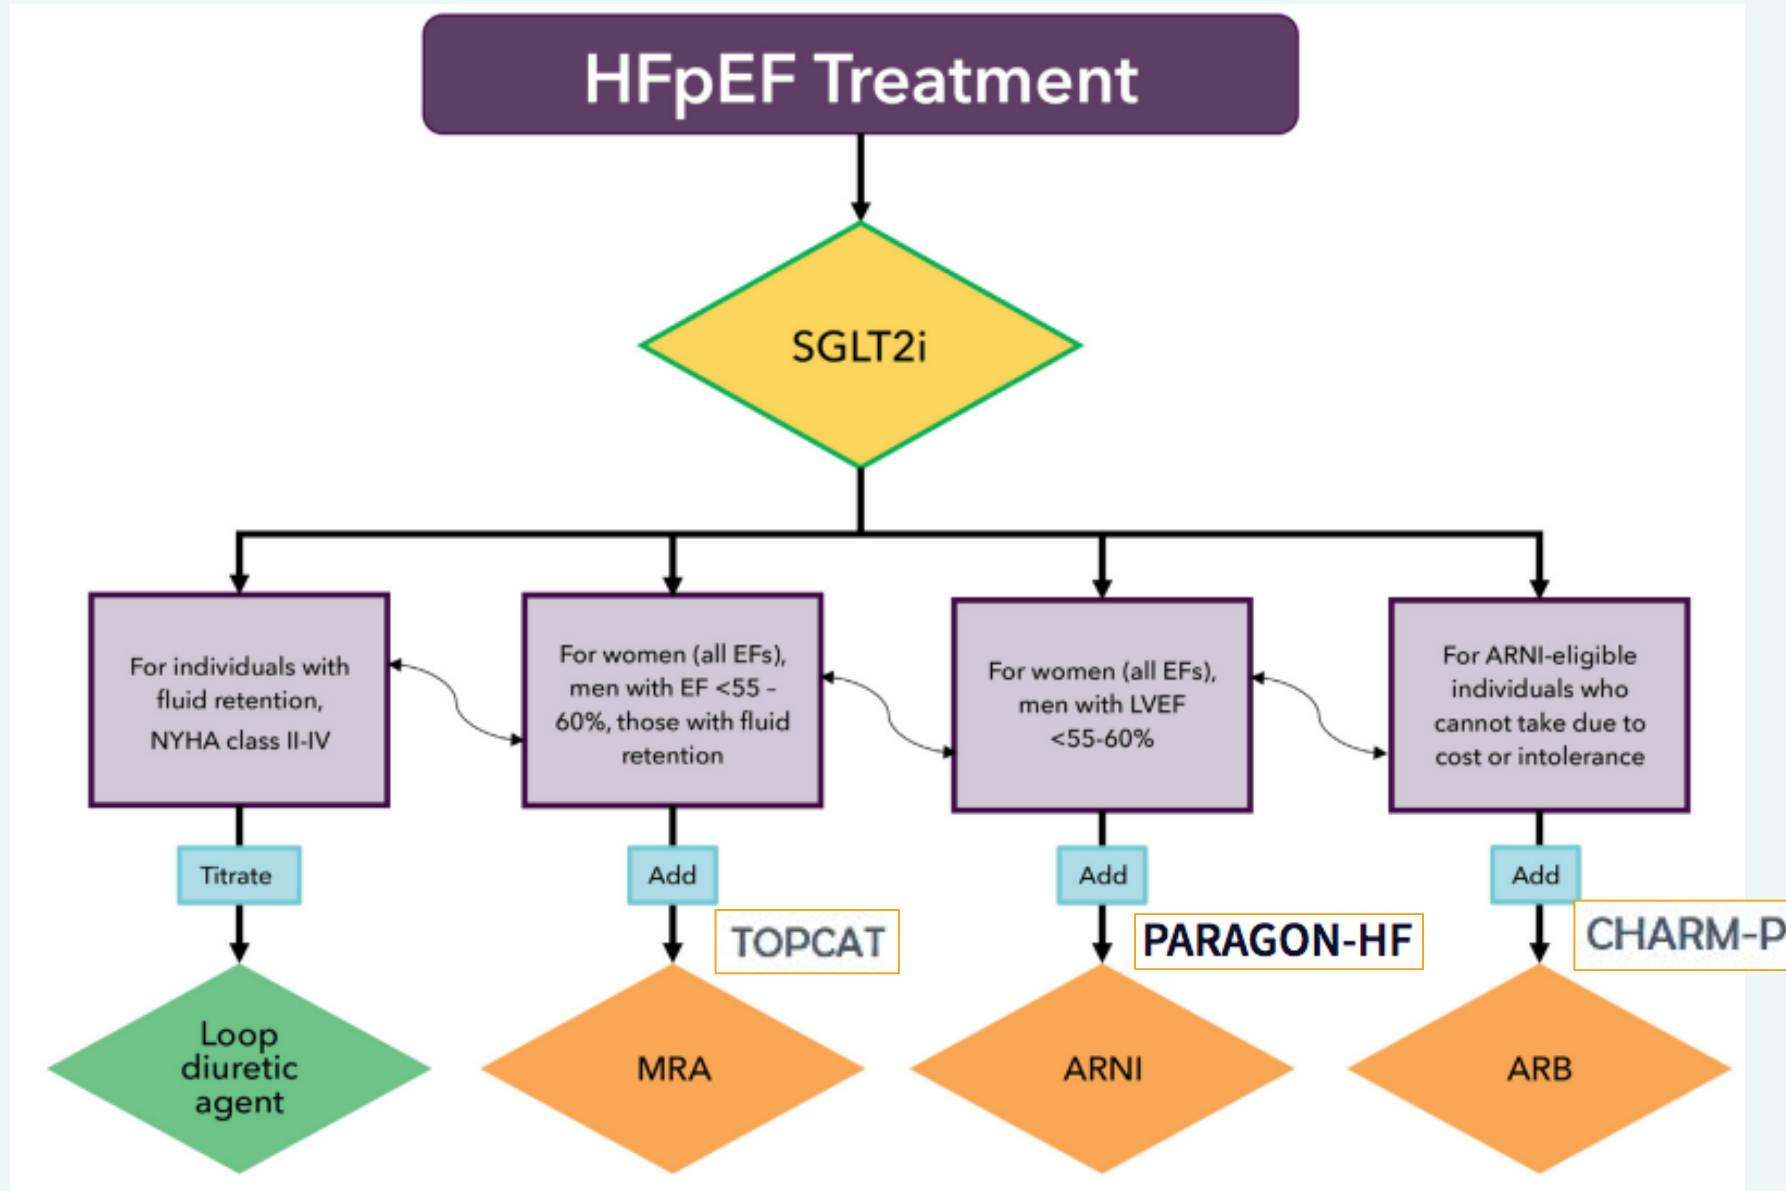 HFpEF Treatment
SGLT2i
For individuals with
fluid retention,
NYHA class II-IV
For women (all EFs),
men with EF <55 –
60%, those with fluid
retention
For women (all EFs),
men with LVEF
<55-60%
For ARNI-eligible
individuals who
cannot take due to
cost or intolerance
Titrate
Add
Add
Add
TOPCAT
PARAGON-HF
CHARM-P
Loop
diuretic
agent
MRA
ARNI
ARB